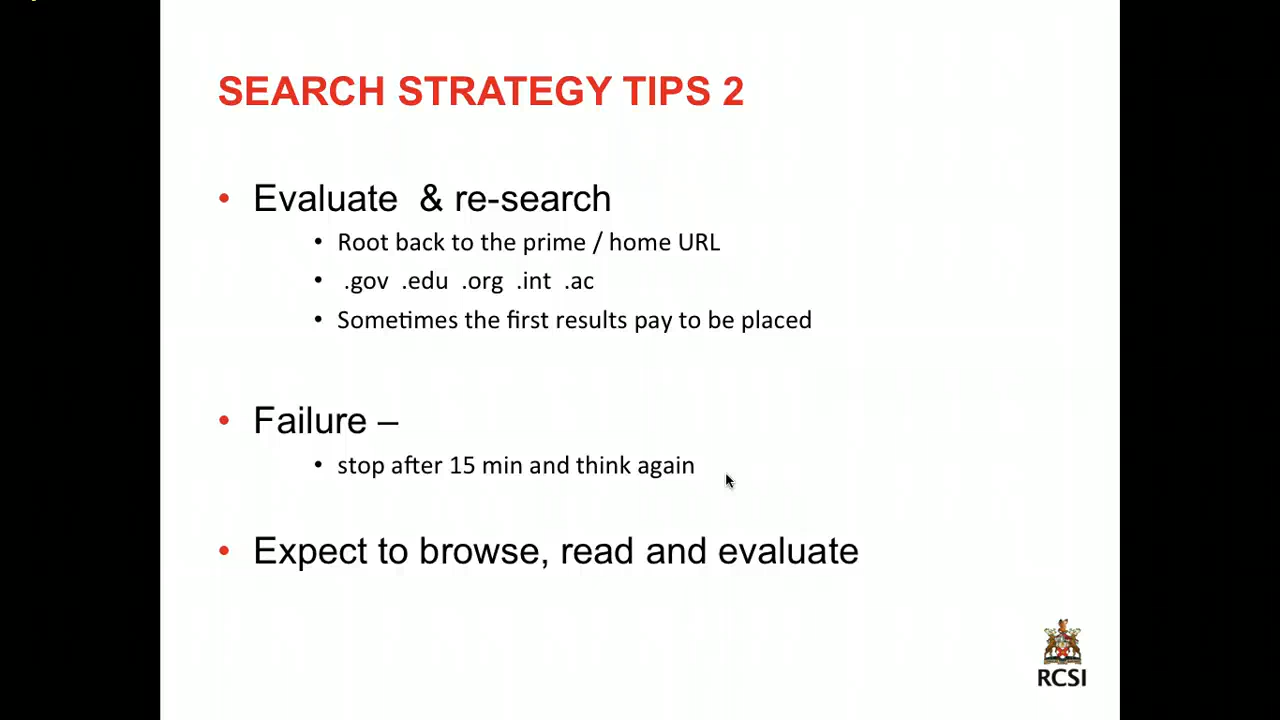 SEARCH STRATEGY TIPS 2
• Evaluate  & re-search
• Root back to the prime / home URL
• .gov  .edu  .org  .int  .ac
• Sometimes the first results pay to be placed
• Failure –
• stop after 15 min and think again
• Expect to browse, read and evaluate
RCSI